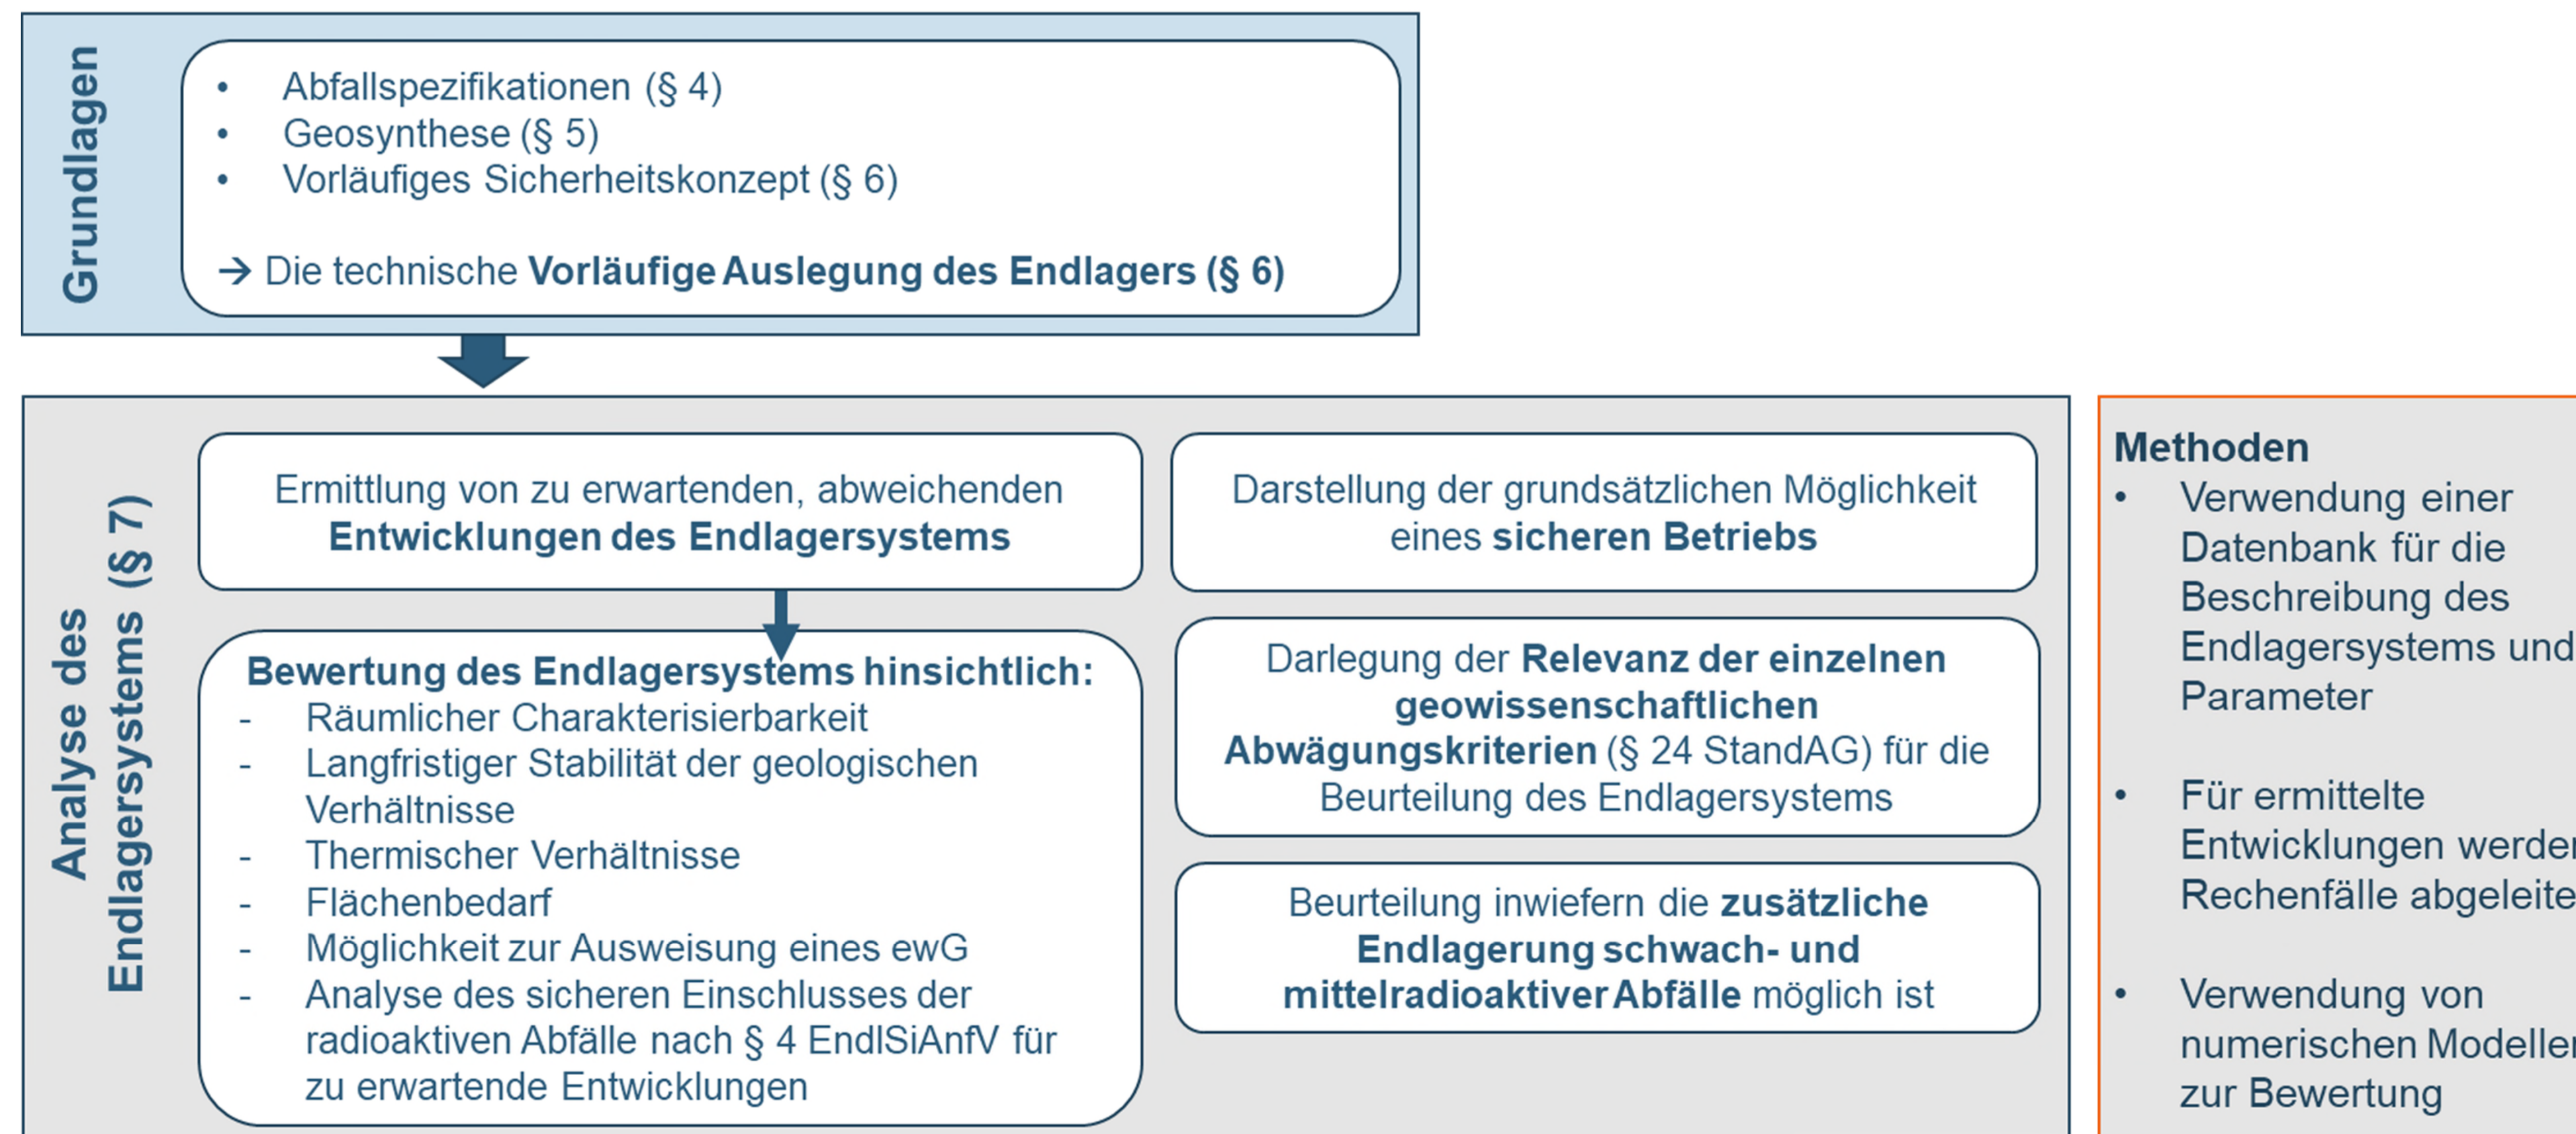 Grundlagen
• Abfallspezifikationen (§ 4)
• Geosynthese (§ 5)
• Vorläufiges Sicherheitskonzept (§ 6)
→ Die technische Vorläufige Auslegung des Endlagers (§ 6)
Analyse des
Endlagersystems (§ 7)
Ermittlung von zu erwartenden, abweichenden
Entwicklungen des Endlagersystems
Bewertung des Endlagersystems hinsichtlich:
- Räumlicher Charakterisierbarkeit
- Langfristiger Stabilität der geologischen
Verhältnisse
- Thermischer Verhältnisse
- Flächenbedarf
- Möglichkeit zur Ausweisung eines ewG
- Analyse des sicheren Einschlusses der
radioaktiven Abfälle nach § 4 EndlSiAnfV für
zu erwartende Entwicklungen
Darstellung der grundsätzlichen Möglichkeit
eines sicheren Betriebs
Darlegung der Relevanz der einzelnen
geowissenschaftlichen
Abwägungskriterien (§ 24 StandAG) für die
Beurteilung des Endlagersystems
Beurteilung inwiefern die zusätzliche
Endlagerung schwach- und
mittelradioaktiver Abfälle möglich ist
Methoden
• Verwendung einer
Datenbank für die
Beschreibung des
Endlagersystems und
Parameter
• Für ermittelte
Entwicklungen werden
Rechenfälle abgeleite
• Verwendung von
numerischen Modellen
zur Bewertung